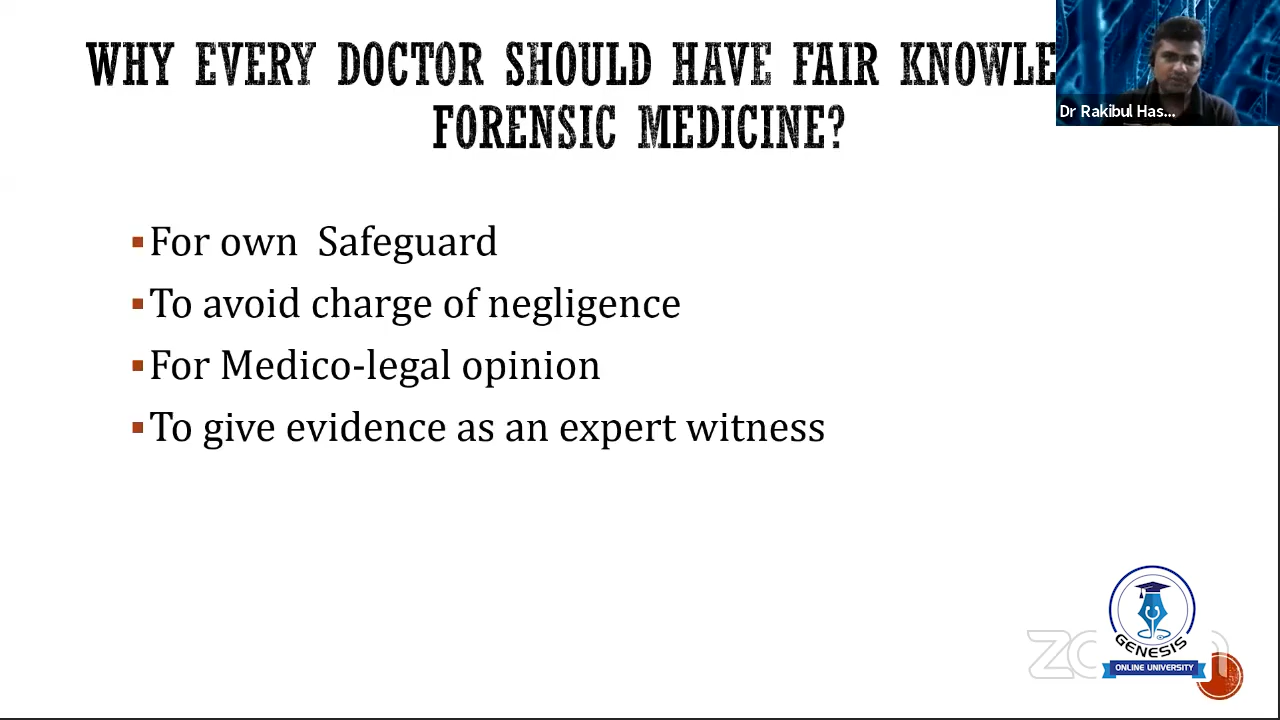 WHY EVERY DOCTOR SHOULD HAVE FAIR
FORENSIC MEDICINE?
Dr Rakibul Has...
▪For own Safeguard
▪To avoid charge of negligence
▪For Medico-legal opinion
▪To give evidence as an expert witness
GENESIS
ONLINE UNIVERSITY